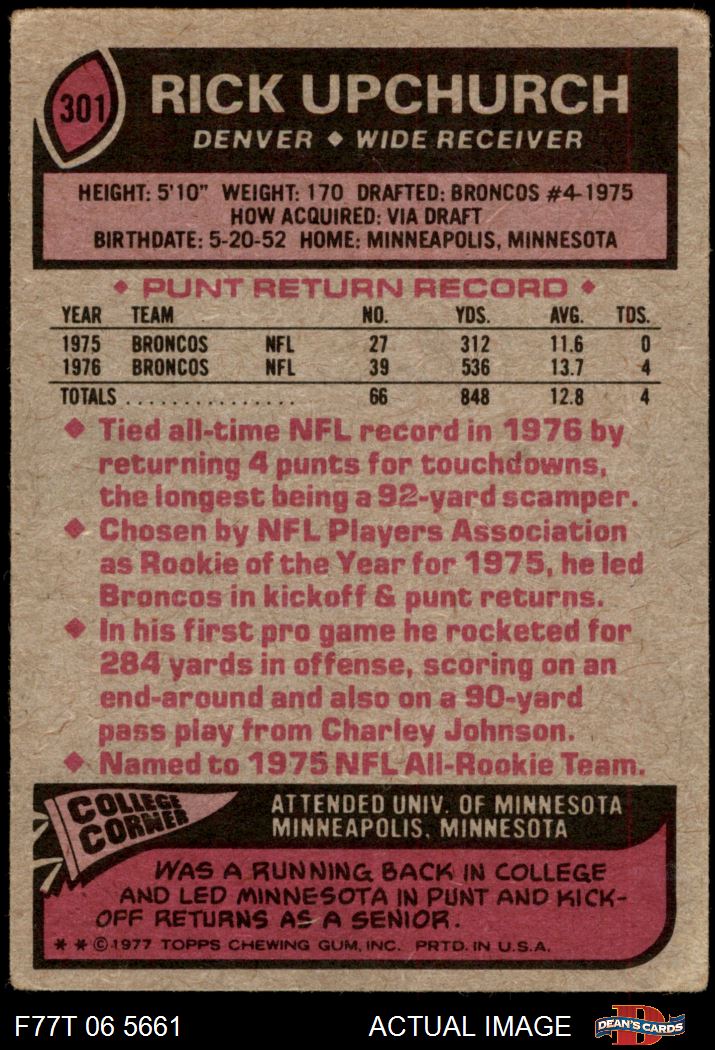 301
RICK UPCHURCH
DENVER ◆ WIDE RECEIVER
HEIGHT: 5'10" WEIGHT: 170 DRAFTED: BRONCOS #4-1975
HOW ACQUIRED: VIA DRAFT
BIRTHDATE: 5-20-52 HOME: MINNEAPOLIS, MINNESOTA
◆ PUNT RETURN RECORD ◆
YEAR TEAM NO. YDS. AVG. TDS.
1975 BRONCOS NFL 27 312 11.6 0
1976 BRONCOS NFL 39 536 13.7 4
TOTALS ............... 66 848 12.8 4
◆ Tied all-time NFL record in 1976 by
returning 4 punts for touchdowns,
the longest being a 92-yard scamper.
◆ Chosen by NFL Players Association
as Rookie of the Year for 1975, he led
Broncos in kickoff & punt returns.
◆ In his first pro game he rocketed for
284 yards in offense, scoring on an
end-around and also on a 90-yard
pass play from Charley Johnson.
◆ Named to 1975 NFL All-Rookie Team.
COLLEGE
CORNER
ATTENDED UNIV. OF MINNESOTA
MINNEAPOLIS, MINNESOTA
WAS A RUNNING BACK IN COLLEGE
AND LED MINNESOTA IN PUNT AND KICK-
OFF RETURNS AS A SENIOR.
* * © 1977 TOPPS CHEWING GUM, INC. PRTD. IN U.S.A.
F77T 06 5661 ACTUAL IMAGE
D
DEAN'S CARDS